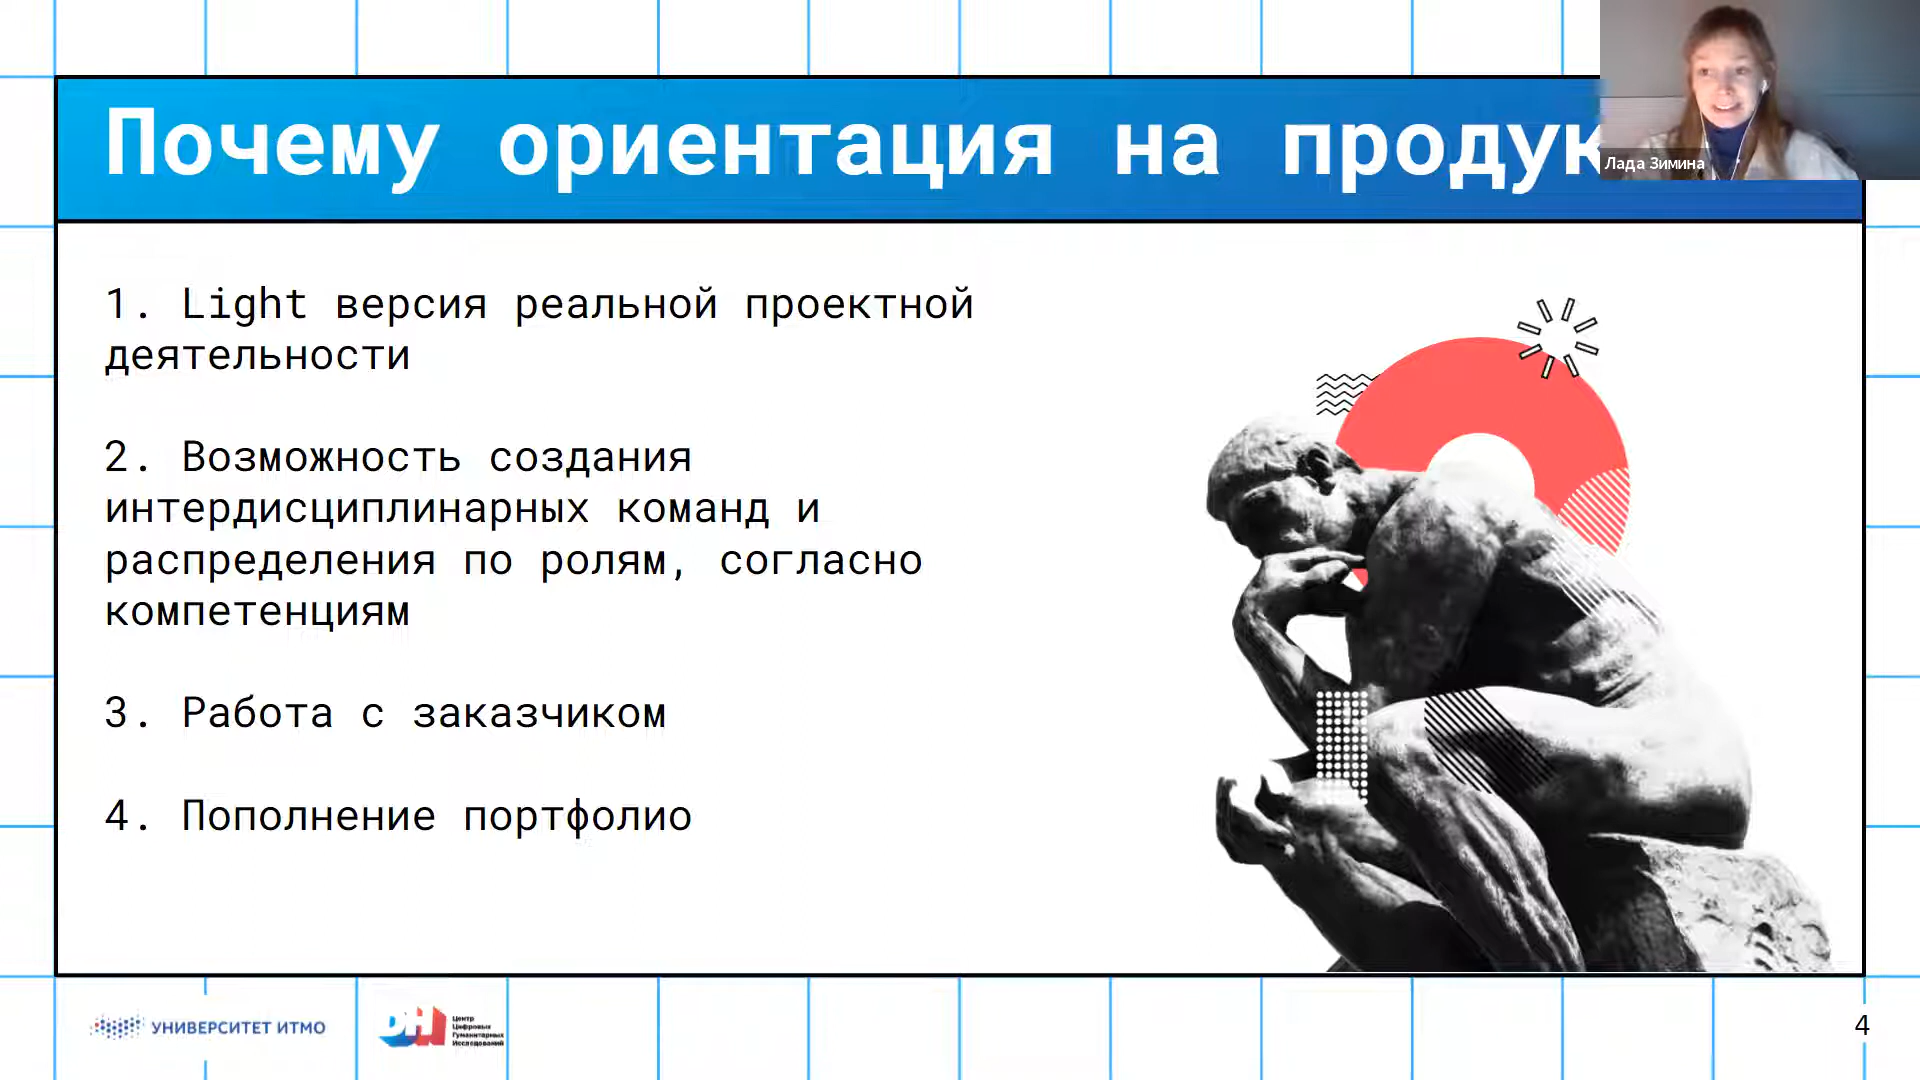 Почему ориентация на продук
Лада Зимина
1. Light версия реальной проектной
деятельности
2. Возможность создания
интердисциплинарных команд и
распределения по ролям, согласно
компетенциям
3. Работа с заказчиком
4. Пополнение портфолио
УНИВЕРСИТЕТ ИТМО
DH
Центр
Цифровых
Гуманитарных
Исследований
4